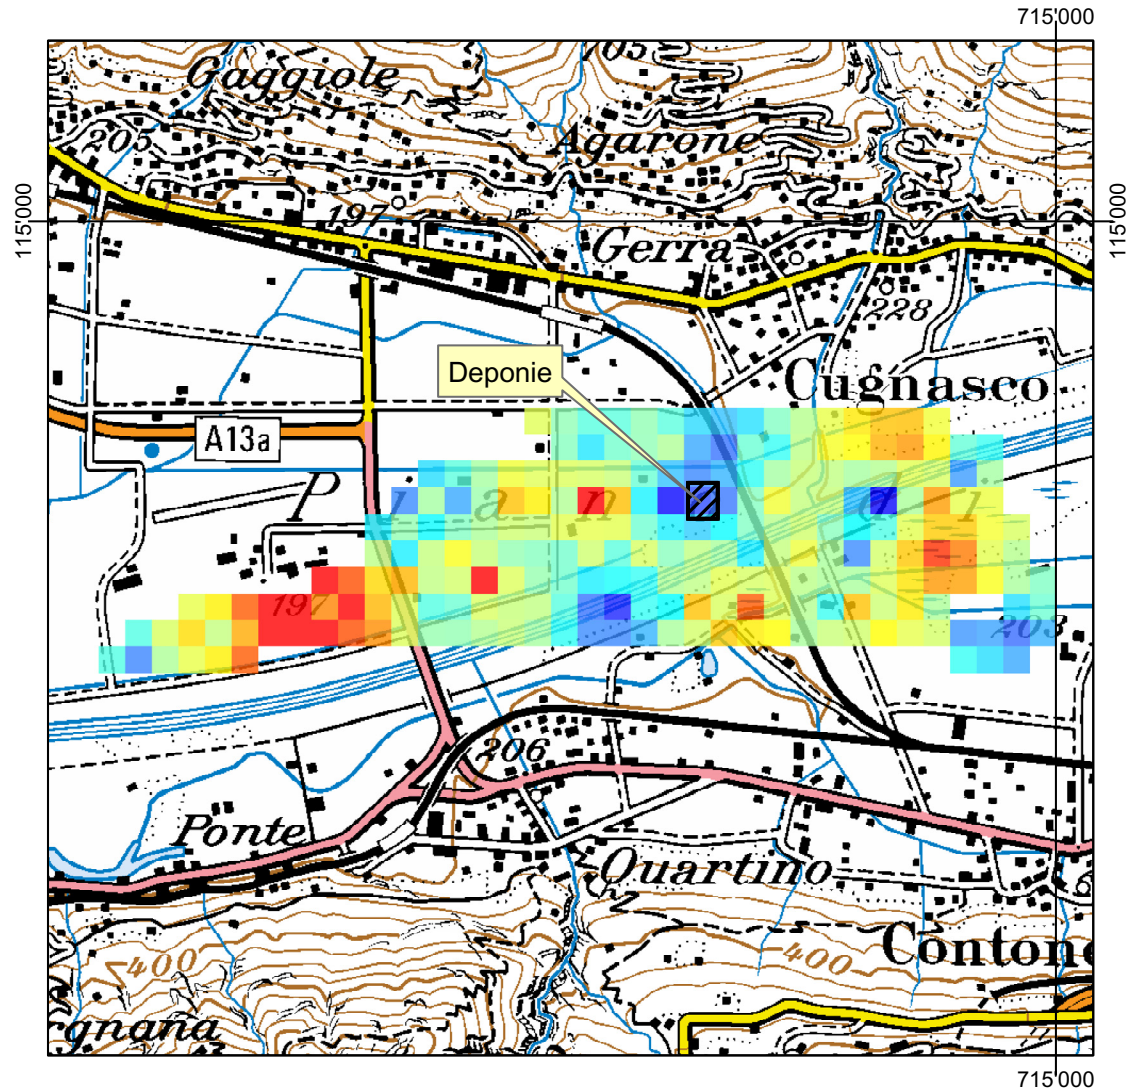 715'000
705
Gaggiole
205
Agarone
115'000
197
115'000
Gerra
228
Deponie
Cugnasco
A13a
P i a n d i
197
203
206
Ponte
Quartino
400
400
Contone
gnana
715'000